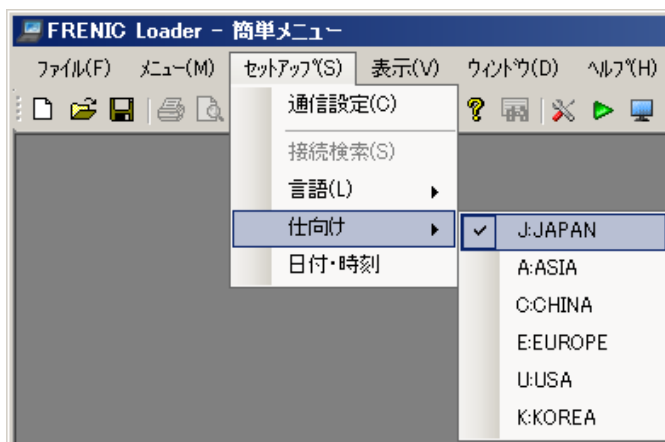 FRENIC Loader - 簡単メニュー
ﾌｧｲﾙ(F) ﾒﾆｭｰ(M) ｾｯﾄｱｯﾌﾟ(S) 表示(V) ｳｨﾝﾄﾞｳ(D) ﾍﾙﾌﾟ(H)
通信設定(C)
接続検索(S)
言語(L)
仕向け
日付･時刻
J:JAPAN
A:ASIA
C:CHINA
E:EUROPE
U:USA
K:KOREA